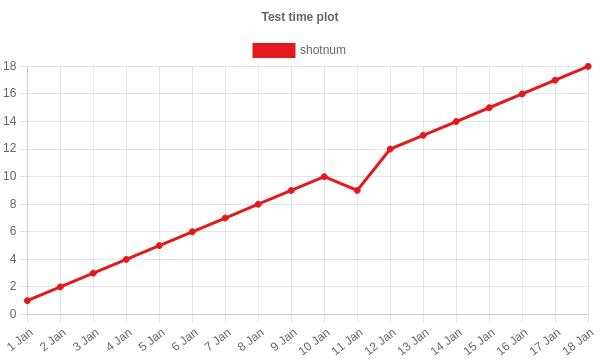 Test time plot
shotnum
18
16
14
12
10
8
6
4
2
0
1 Jan
2 Jan
3 Jan
4 Jan
5 Jan
6 Jan
7 Jan
8 Jan
9 Jan
10 Jan
11 Jan
12 Jan
13 Jan
14 Jan
15 Jan
16 Jan
17 Jan
18 Jan